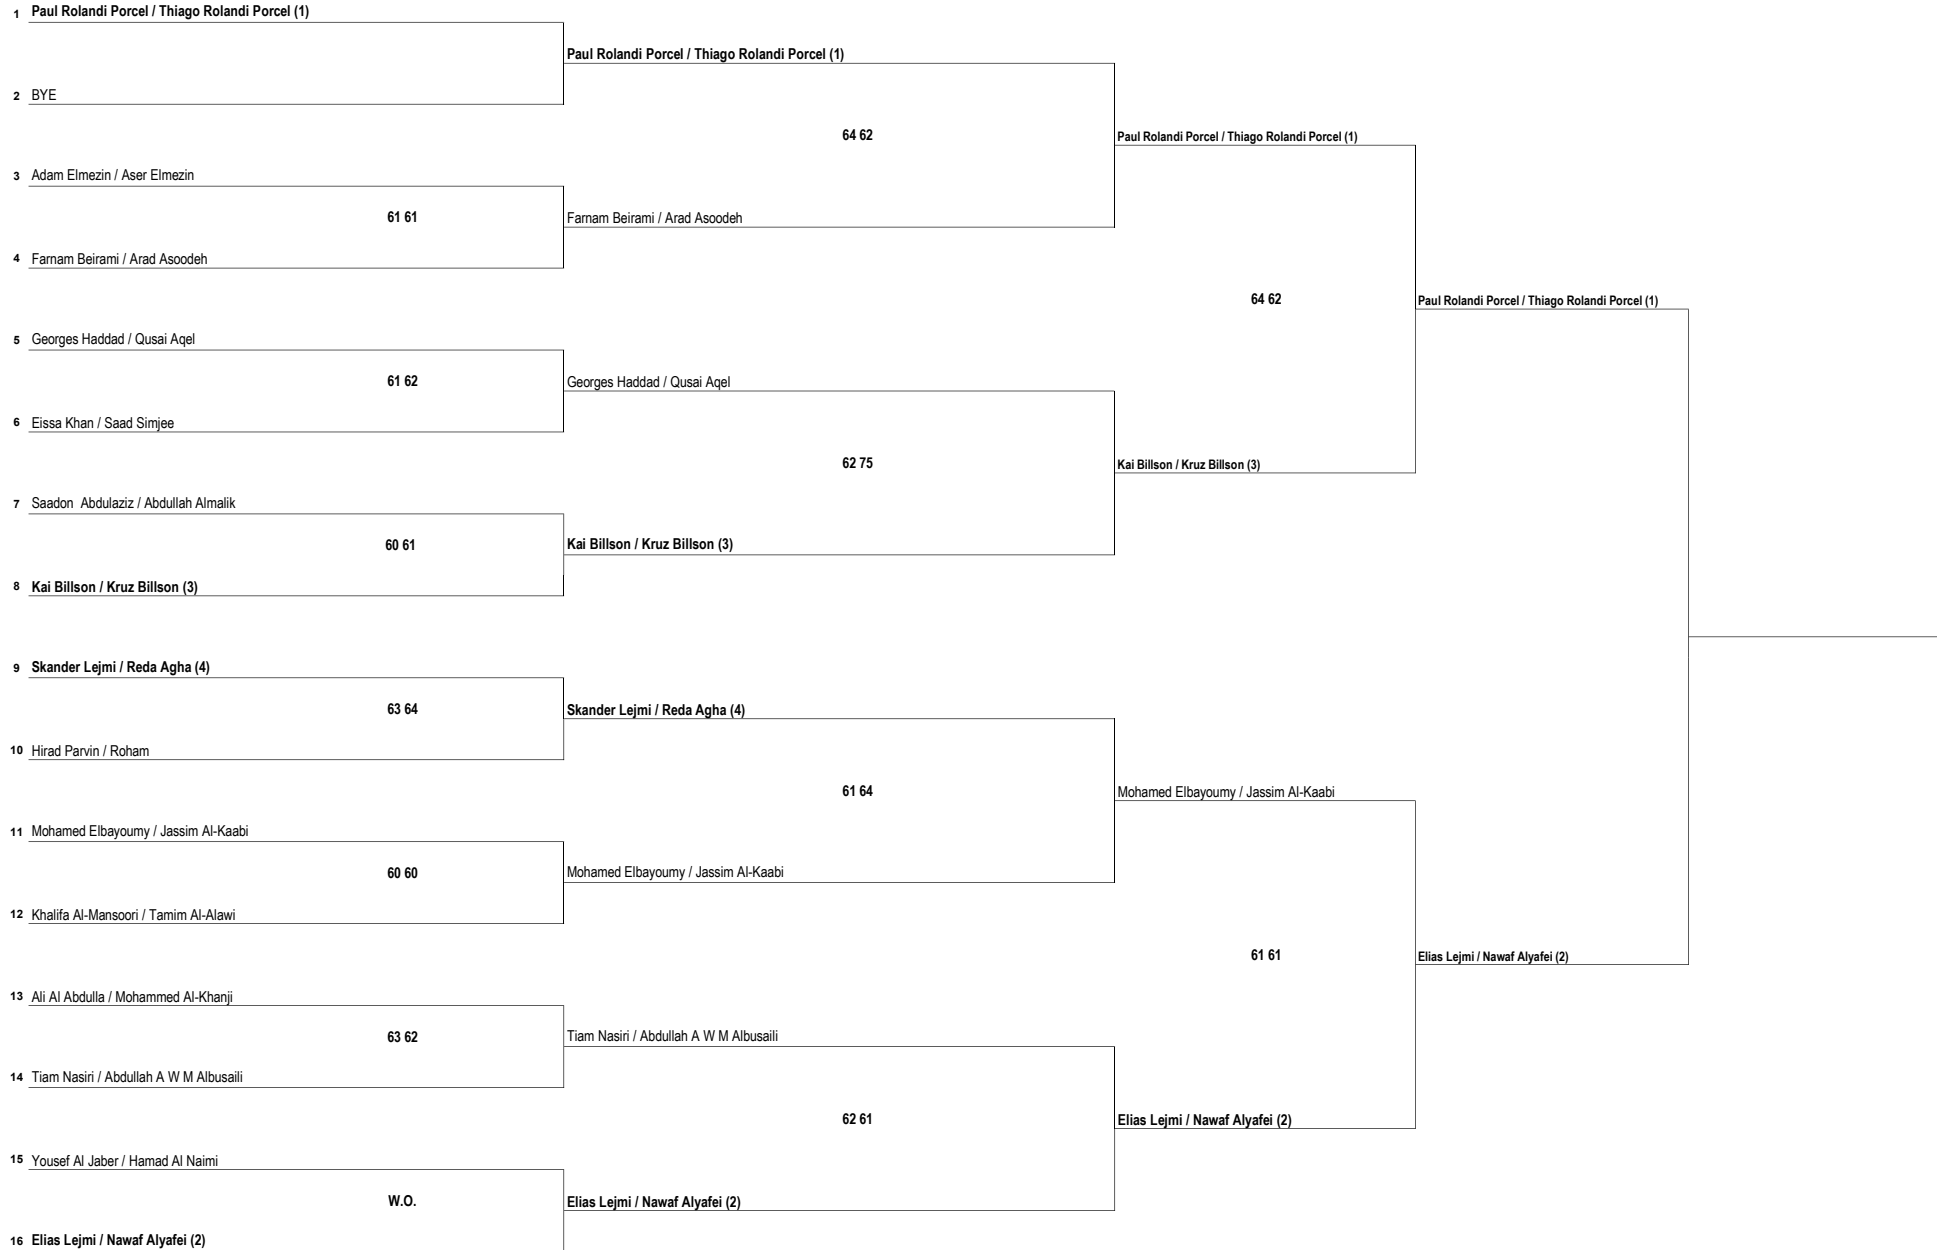 1 Paul Rolandi Porcel / Thiago Rolandi Porcel (1)
Paul Rolandi Porcel / Thiago Rolandi Porcel (1)
2 BYE
64 62
Paul Rolandi Porcel / Thiago Rolandi Porcel (1)
3 Adam Elmezin / Aser Elmezin
61 61
Farnam Beirami / Arad Asoodeh
4 Farnam Beirami / Arad Asoodeh
64 62
Paul Rolandi Porcel / Thiago Rolandi Porcel (1)
5 Georges Haddad / Qusai Aqel
61 62
Georges Haddad / Qusai Aqel
6 Eissa Khan / Saad Simjee
62 75
Kai Billson / Kruz Billson (3)
7 Saadon Abdulaziz / Abdullah Almalik
60 61
Kai Billson / Kruz Billson (3)
8 Kai Billson / Kruz Billson (3)
9 Skander Lejmi / Reda Agha (4)
63 64
Skander Lejmi / Reda Agha (4)
10 Hirad Parvin / Roham
61 64
Mohamed Elbayoumy / Jassim Al-Kaabi
11 Mohamed Elbayoumy / Jassim Al-Kaabi
60 60
Mohamed Elbayoumy / Jassim Al-Kaabi
12 Khalifa Al-Mansoori / Tamim Al-Alawi
61 61
Elias Lejmi / Nawaf Alyafei (2)
13 Ali Al Abdulla / Mohammed Al-Khanji
63 62
Tiam Nasiri / Abdullah A W M Albusaili
14 Tiam Nasiri / Abdullah A W M Albusaili
62 61
Elias Lejmi / Nawaf Alyafei (2)
15 Yousef Al Jaber / Hamad Al Naimi
W.O.
Elias Lejmi / Nawaf Alyafei (2)
16 Elias Lejmi / Nawaf Alyafei (2)